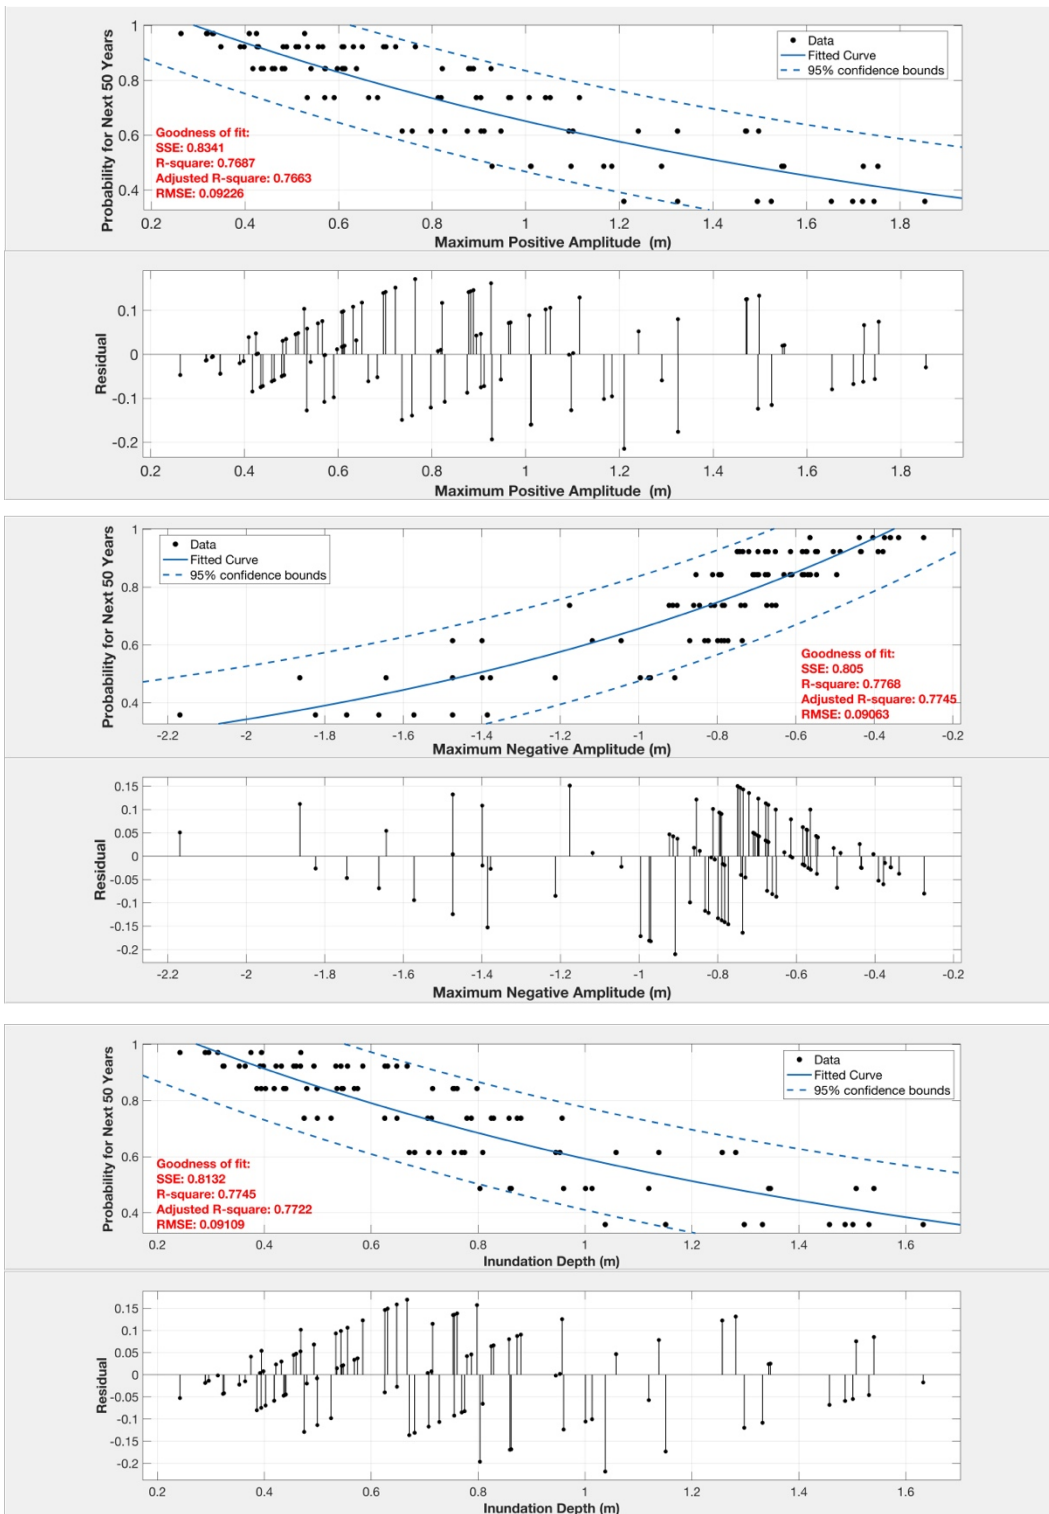 Probability for Next 50 Years
1
0.8
0.6
0.4
Data
Fitted Curve
95% confidence bounds
Goodness of fit:
SSE: 0.8341
R-square: 0.7687
Adjusted R-square: 0.7663
RMSE: 0.09226
0.2 0.4 0.6 0.8 1 1.2 1.4 1.6 1.8
Maximum Positive Amplitude (m)
Residual
0.1
0
-0.1
-0.2
0.2 0.4 0.6 0.8 1 1.2 1.4 1.6 1.8
Maximum Positive Amplitude (m)
Probability for Next 50 Years
1
0.8
0.6
0.4
Data
Fitted Curve
95% confidence bounds
Goodness of fit:
SSE: 0.805
R-square: 0.7768
Adjusted R-square: 0.7745
RMSE: 0.09063
-2.2 -2 -1.8 -1.6 -1.4 -1.2 -1 -0.8 -0.6 -0.4 -0.2
Maximum Negative Amplitude (m)
Residual
0.15
0.1
0.05
0
-0.05
-0.1
-0.15
-0.2
-2.2 -2 -1.8 -1.6 -1.4 -1.2 -1 -0.8 -0.6 -0.4 -0.2
Maximum Negative Amplitude (m)
Probability for Next 50 Years
1
0.8
0.6
0.4
Data
Fitted Curve
95% confidence bounds
Goodness of fit:
SSE: 0.8132
R-square: 0.7745
Adjusted R-square: 0.7722
RMSE: 0.09109
0.2 0.4 0.6 0.8 1 1.2 1.4 1.6
Inundation Depth (m)
Residual
0.15
0.1
0.05
0
-0.05
-0.1
-0.15
-0.2
0.2 0.4 0.6 0.8 1 1.2 1.4 1.6
Inundation Depth (m)